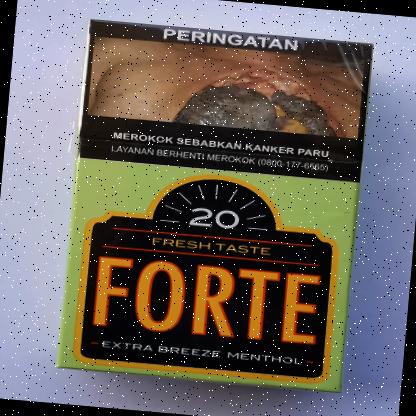 PERINGATAN
MEROKOK SEBABKAN KANKER PARU
LAYANAN BERHENTI MEROKOK (0800-177-6565)
20
FRESH TASTE
FORTE
EXTRA BREEZE MENTHOL